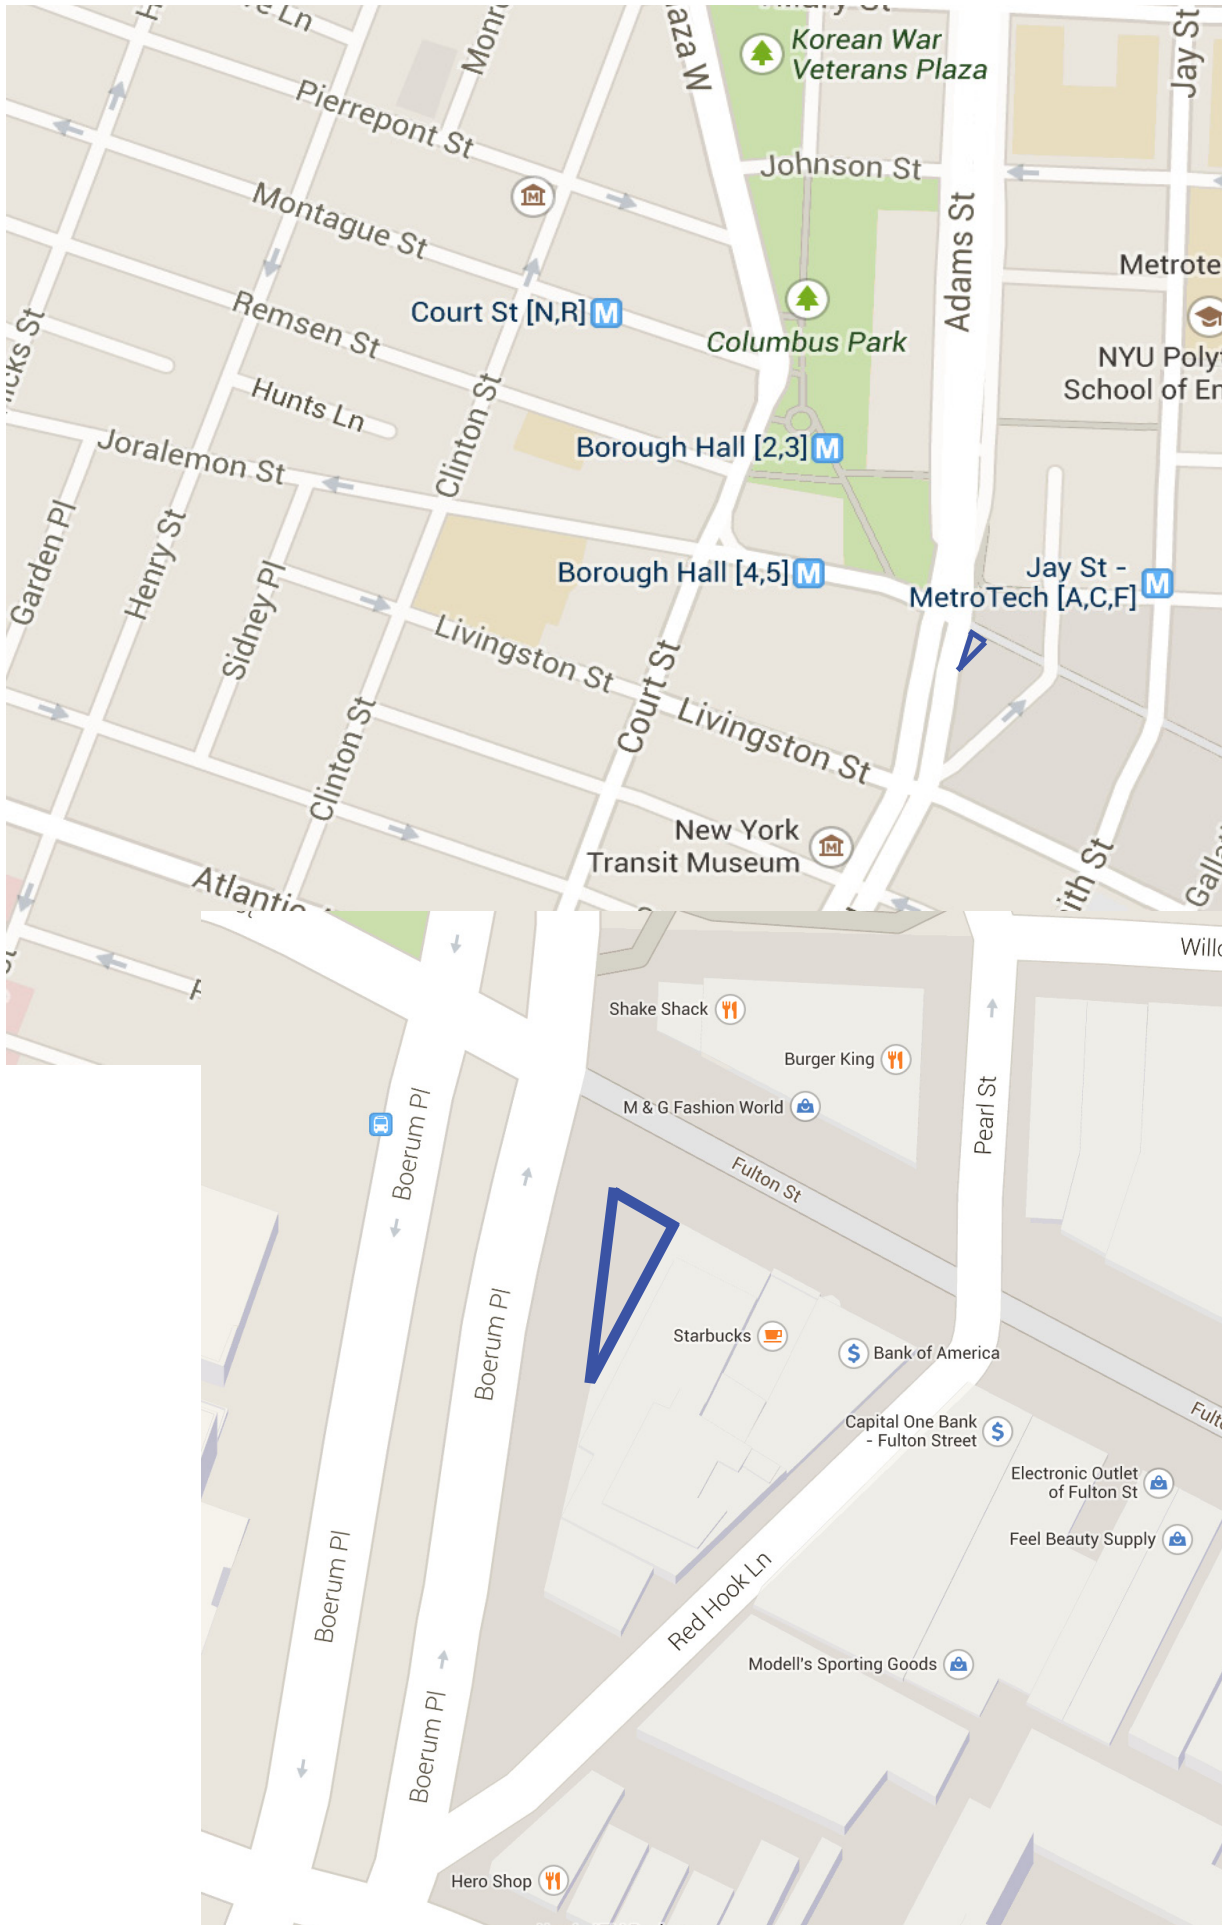 Korean War
Veterans Plaza
Jay St
Pierrepont St
Johnson St
Montague St
Adams St
Metrote
Remsen St
Court St [N,R]
M
Columbus Park
NYU Poly
School of En
Hunts Ln
Clinton St
Borough Hall [2,3]
M
Joralemon St
Garden Pl
Henry St
Sidney Pl
Borough Hall [4,5]
M
Jay St -
MetroTech [A,C,F]
M
Livingston St
Court St
Livingston St
Clinton St
New York
Transit Museum
Atlantic
Shake Shack
Burger King
M & G Fashion World
Boerum Pl
Pearl St
Fulton St
Boerum Pl
Starbucks
Bank of America
Capital One Bank
- Fulton Street
Electronic Outlet
of Fulton St
Feel Beauty Supply
Boerum Pl
Red Hook Ln
Modell's Sporting Goods
Boerum Pl
Hero Shop